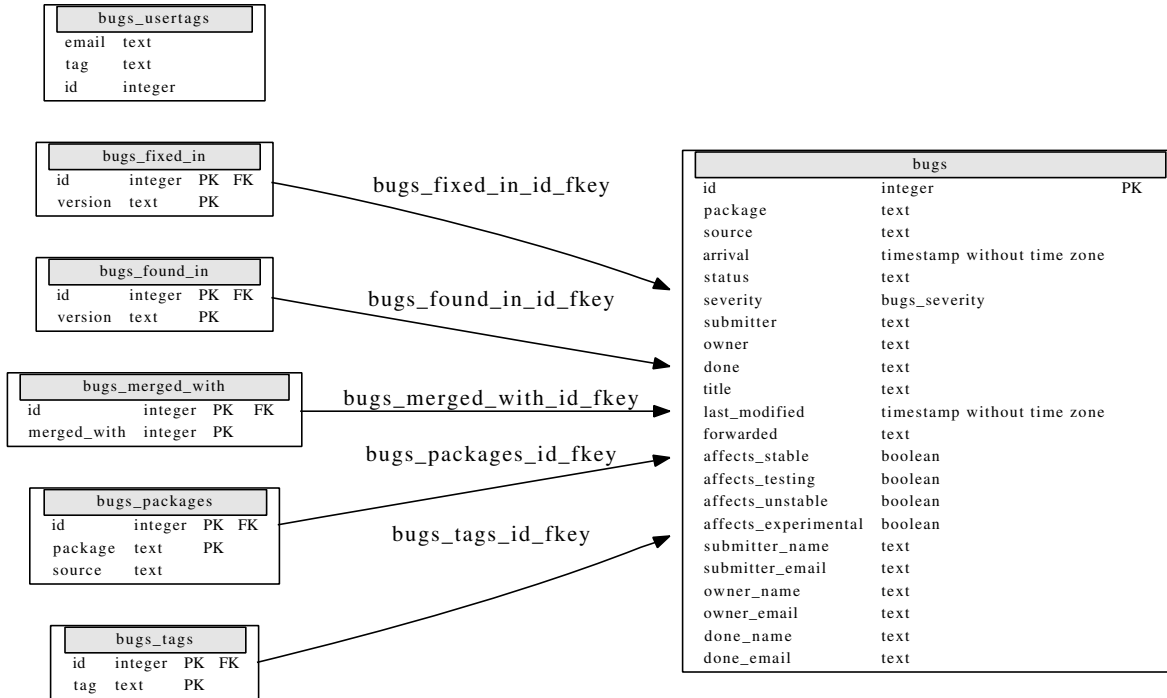 bugs_usertags
email text
tag text
id integer
bugs_fixed_in
id integer PK FK
version text PK
bugs_fixed_in_id_fkey
bugs_found_in
id integer PK FK
version text PK
bugs_found_in_id_fkey
bugs_merged_with
id integer PK FK
merged_with integer PK
bugs_merged_with_id_fkey
bugs_packages
id integer PK FK
package text PK
source text
bugs_packages_id_fkey
bugs_tags
id integer PK FK
tag text PK
bugs_tags_id_fkey
bugs
id integer PK
package text
source text
arrival timestamp without time zone
status text
severity bugs_severity
submitter text
owner text
done text
title text
last_modified timestamp without time zone
forwarded text
affects_stable boolean
affects_testing boolean
affects_unstable boolean
affects_experimental boolean
submitter_name text
submitter_email text
owner_name text
owner_email text
done_name text
done_email text